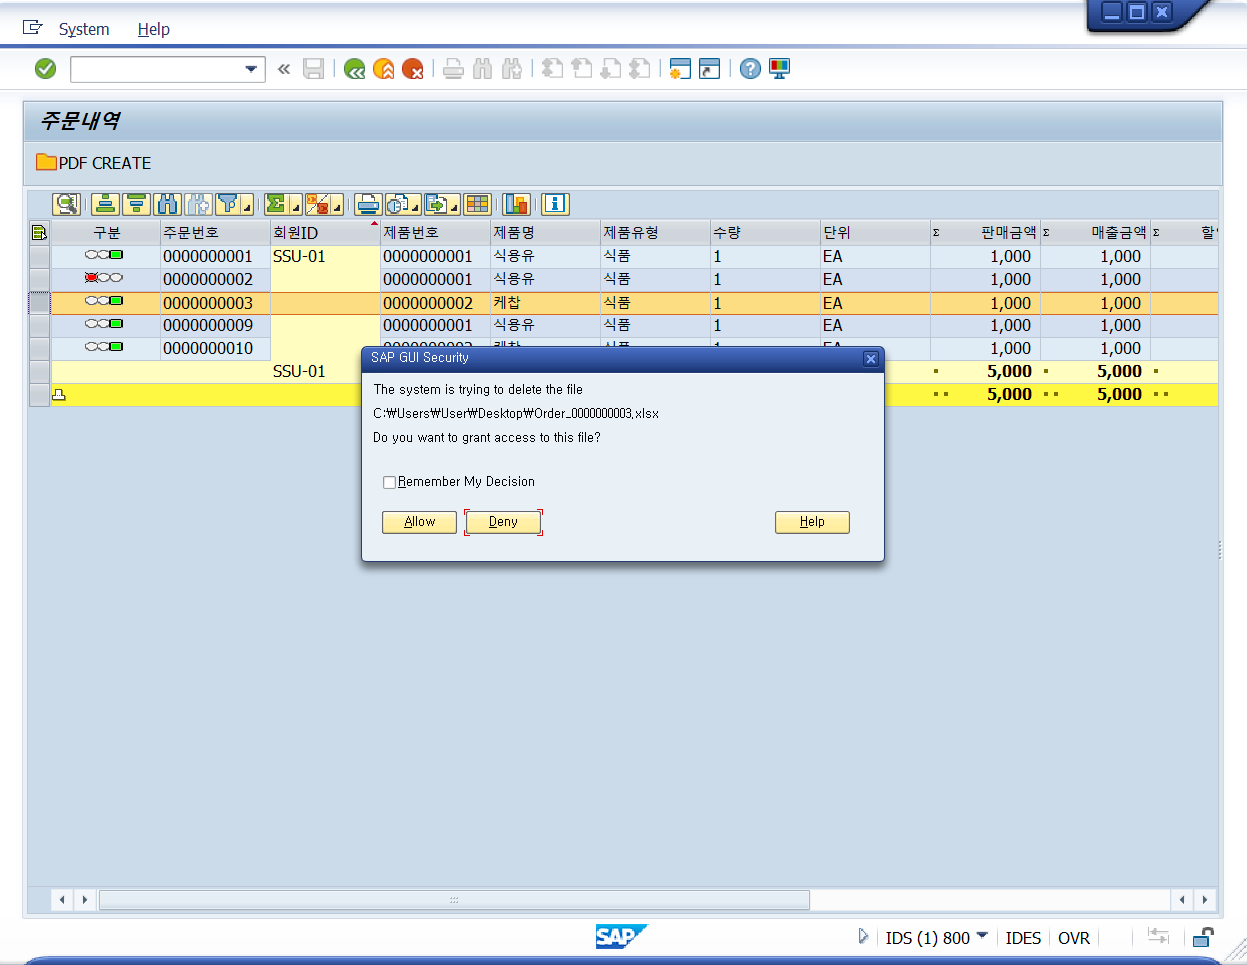 System Help
주문내역
PDF CREATE
구분 주문번호 회원ID 제품번호 제품명 제품유형 수량 단위 Σ 판매금액 Σ 매출금액 Σ
0000000001 SSU-01 0000000001 식용유 식품 1 EA 1,000 1,000
0000000002 0000000001 식용유 식품 1 EA 1,000 1,000
0000000003 0000000002 케찹 식품 1 EA 1,000 1,000
0000000009 0000000001 식용유 식품 1 EA 1,000 1,000
0000000010 1,000 1,000
SSU-01 5,000 5,000
5,000 5,000
SAP GUI Security
The system is trying to delete the file
C:₩Users₩User₩Desktop₩Order_0000000003.xlsx
Do you want to grant access to this file?
Remember My Decision
Allow Deny Help
SAP IDS (1) 800 IDES OVR